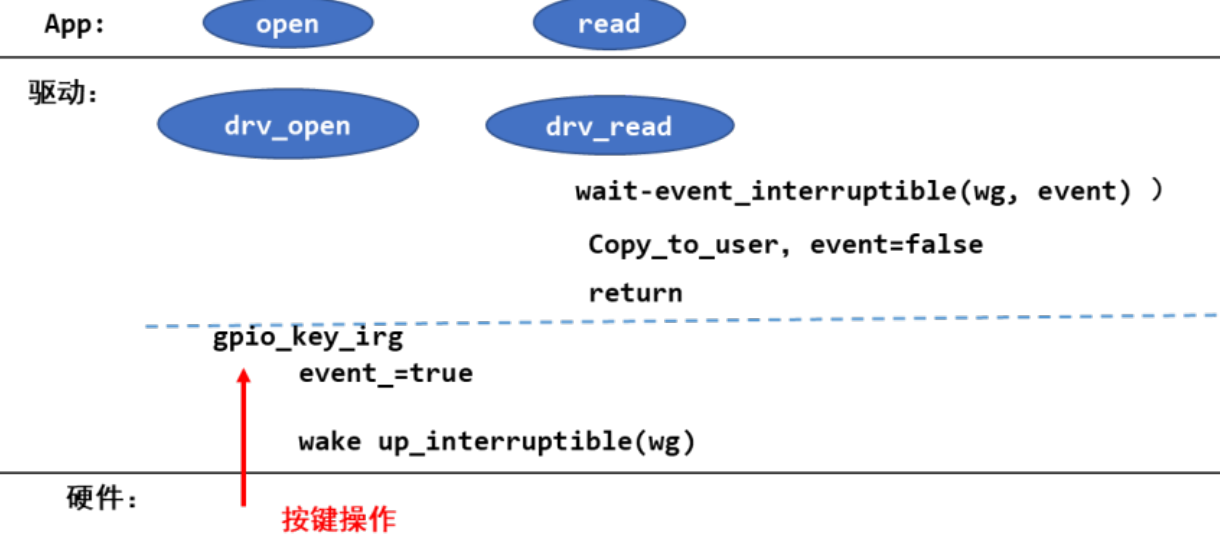 App: open read
驱动：
drv_open drv_read
wait-event_interruptible(wg, event) ）
Copy_to_user, event=false
return
gpio_key_irg
event_=true
wake up_interruptible(wg)
硬件：
按键操作